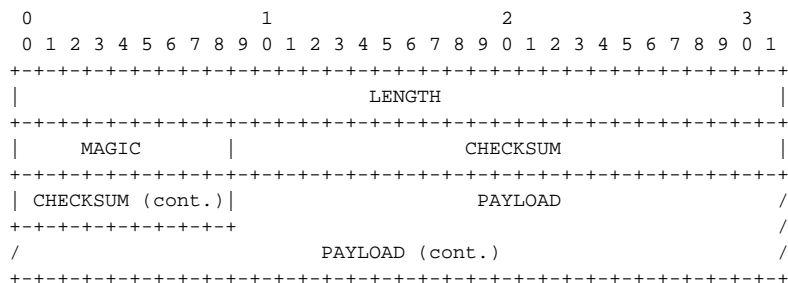 0                   1                   2                   3
 0 1 2 3 4 5 6 7 8 9 0 1 2 3 4 5 6 7 8 9 0 1 2 3 4 5 6 7 8 9 0 1
+-+-+-+-+-+-+-+-+-+-+-+-+-+-+-+-+-+-+-+-+-+-+-+-+-+-+-+-+-+-+-+-+
|                             LENGTH                            |
+-+-+-+-+-+-+-+-+-+-+-+-+-+-+-+-+-+-+-+-+-+-+-+-+-+-+-+-+-+-+-+-+
|     MAGIC       |                   CHECKSUM                  |
+-+-+-+-+-+-+-+-+-+-+-+-+-+-+-+-+-+-+-+-+-+-+-+-+-+-+-+-+-+-+-+-+
| CHECKSUM (cont.)|                    PAYLOAD                  /
+-+-+-+-+-+-+-+-+-+                                             /
/                         PAYLOAD (cont.)                       /
+-+-+-+-+-+-+-+-+-+-+-+-+-+-+-+-+-+-+-+-+-+-+-+-+-+-+-+-+-+-+-+-+